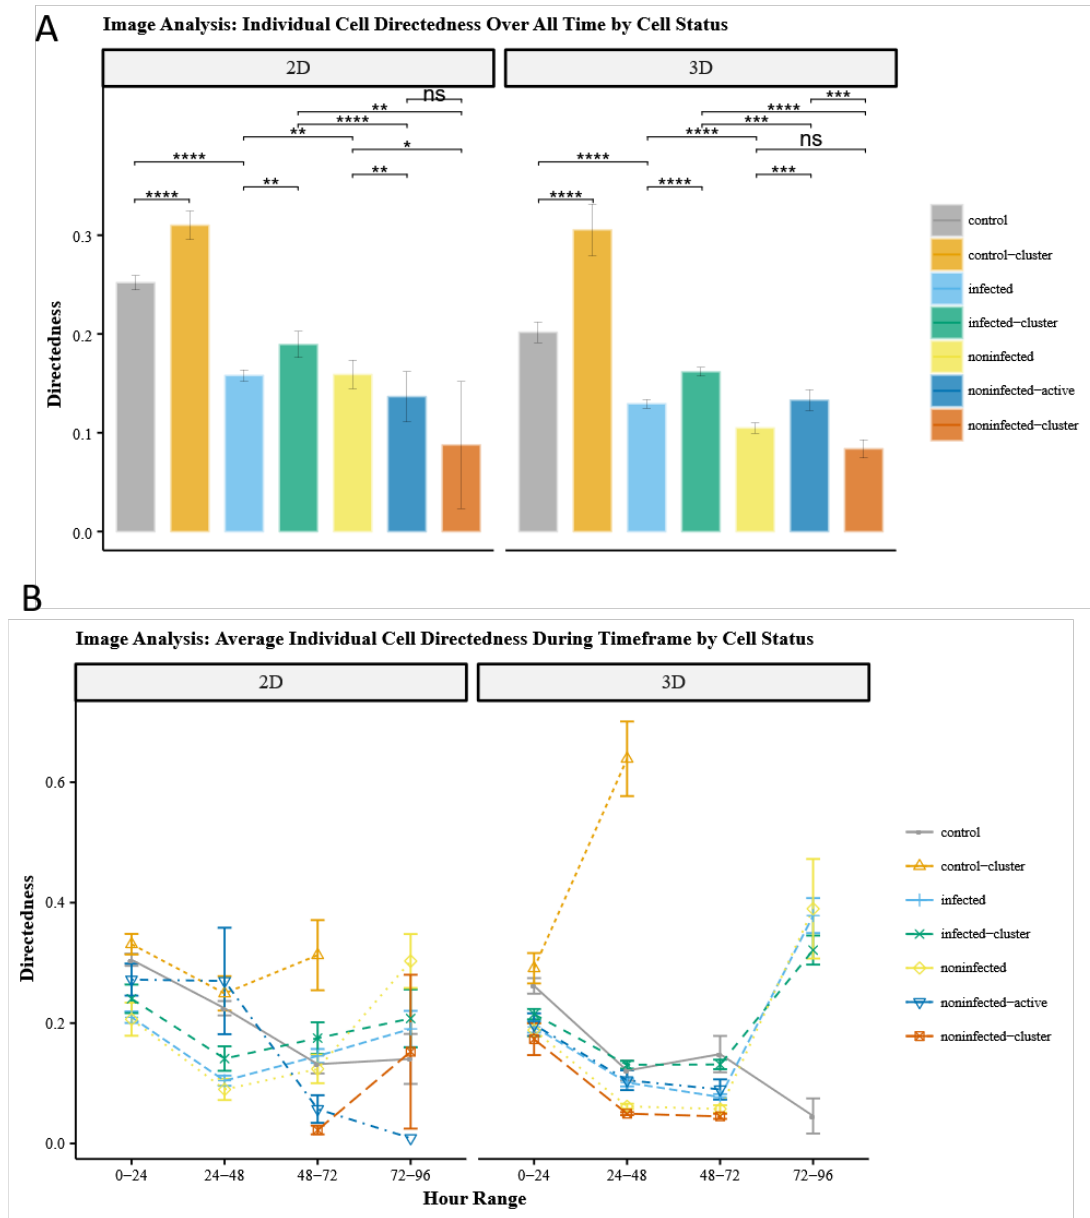 A
Image Analysis: Individual Cell Directedness Over All Time by Cell Status
2D
3D
ns
**
****
**
*
****
**
**
****
***
****
***
****
ns
****
***
****
****
Directedness
0.3
0.2
0.1
0.0
control
control−cluster
infected
infected−cluster
noninfected
noninfected−active
noninfected−cluster
B
Image Analysis: Average Individual Cell Directedness During Timeframe by Cell Status
2D
3D
Directedness
0.6
0.4
0.2
0.0
0−24
24−48
48−72
72−96
0−24
24−48
48−72
72−96
Hour Range
control
control−cluster
infected
infected−cluster
noninfected
noninfected−active
noninfected−cluster